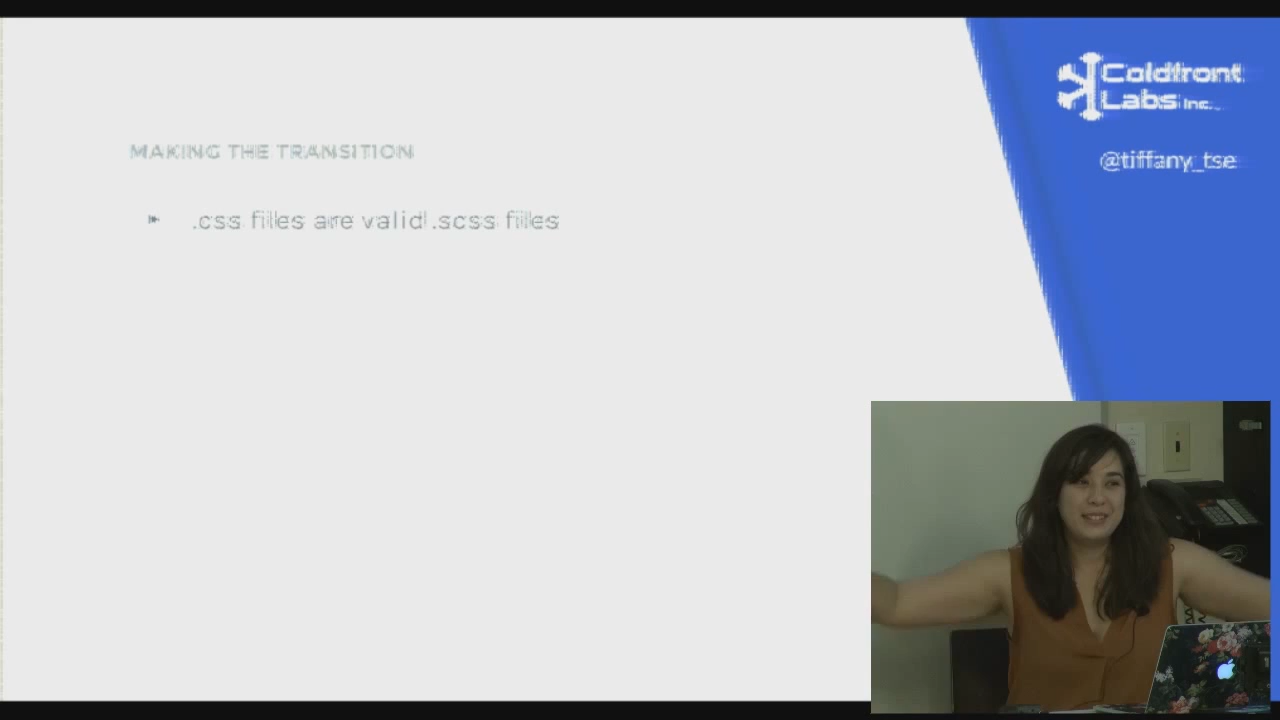 Coldfront
Labs Inc.
@tiffany_tse
MAKING THE TRANSITION
.css files are valid .scss files